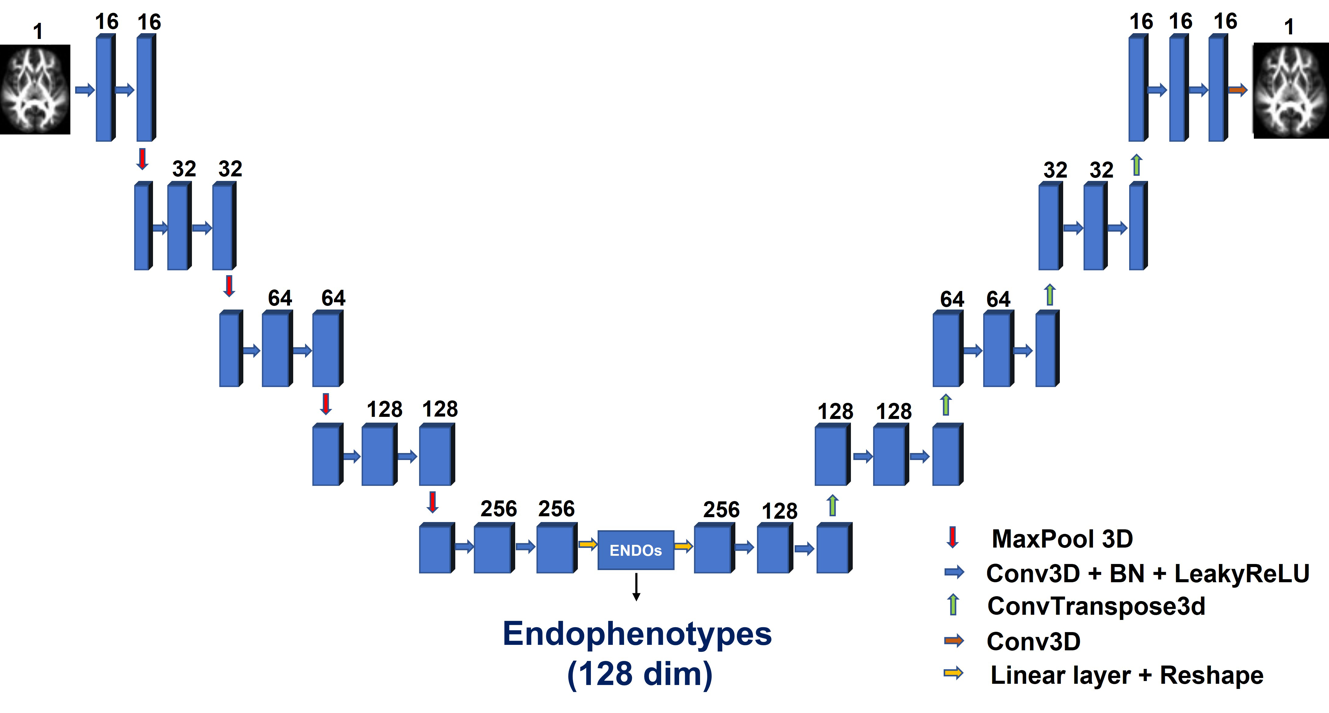 1
16 16
32 32
64 64
128 128
256 256
ENDOs
256 128
128 128
64 64
32 32
16 16 16
1
Endophenotypes
(128 dim)
MaxPool 3D
Conv3D + BN + LeakyReLU
ConvTranspose3d
Conv3D
Linear layer + Reshape